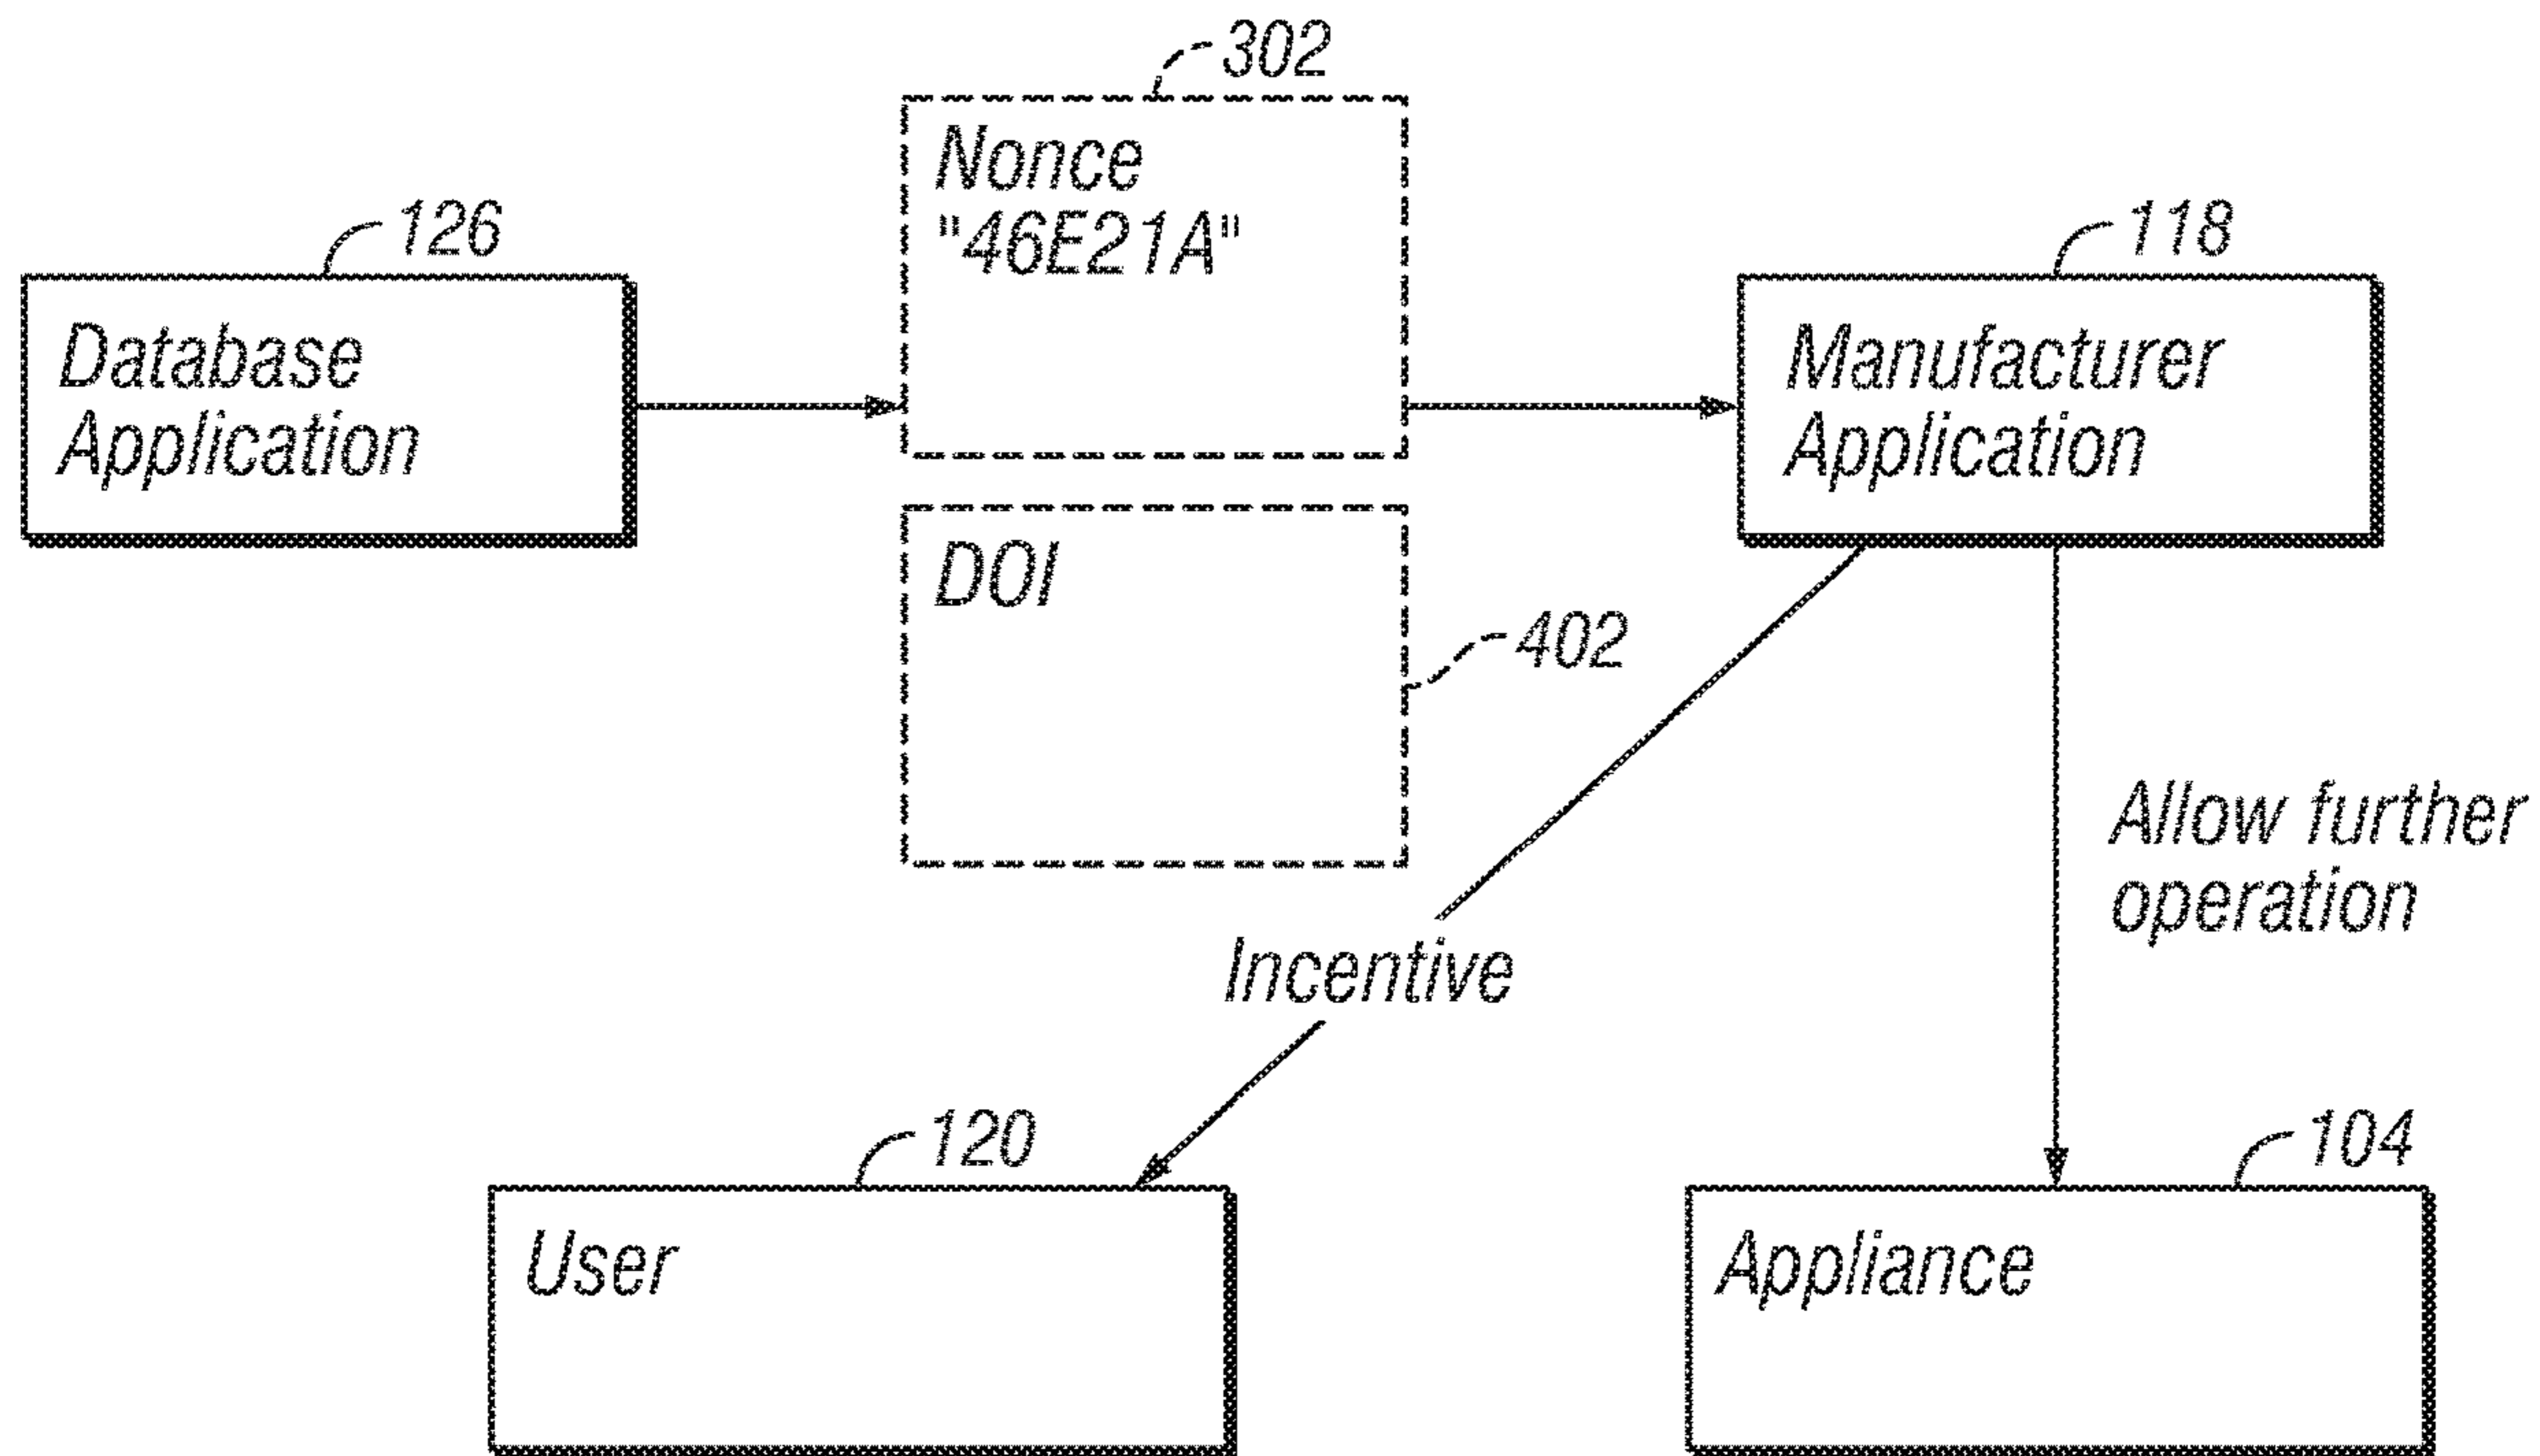 302
Nonce
"46E21A"
126
Database
Application
118
Manufacturer
Application
DOI
402
Allow further
operation
Incentive
120
User
104
Appliance